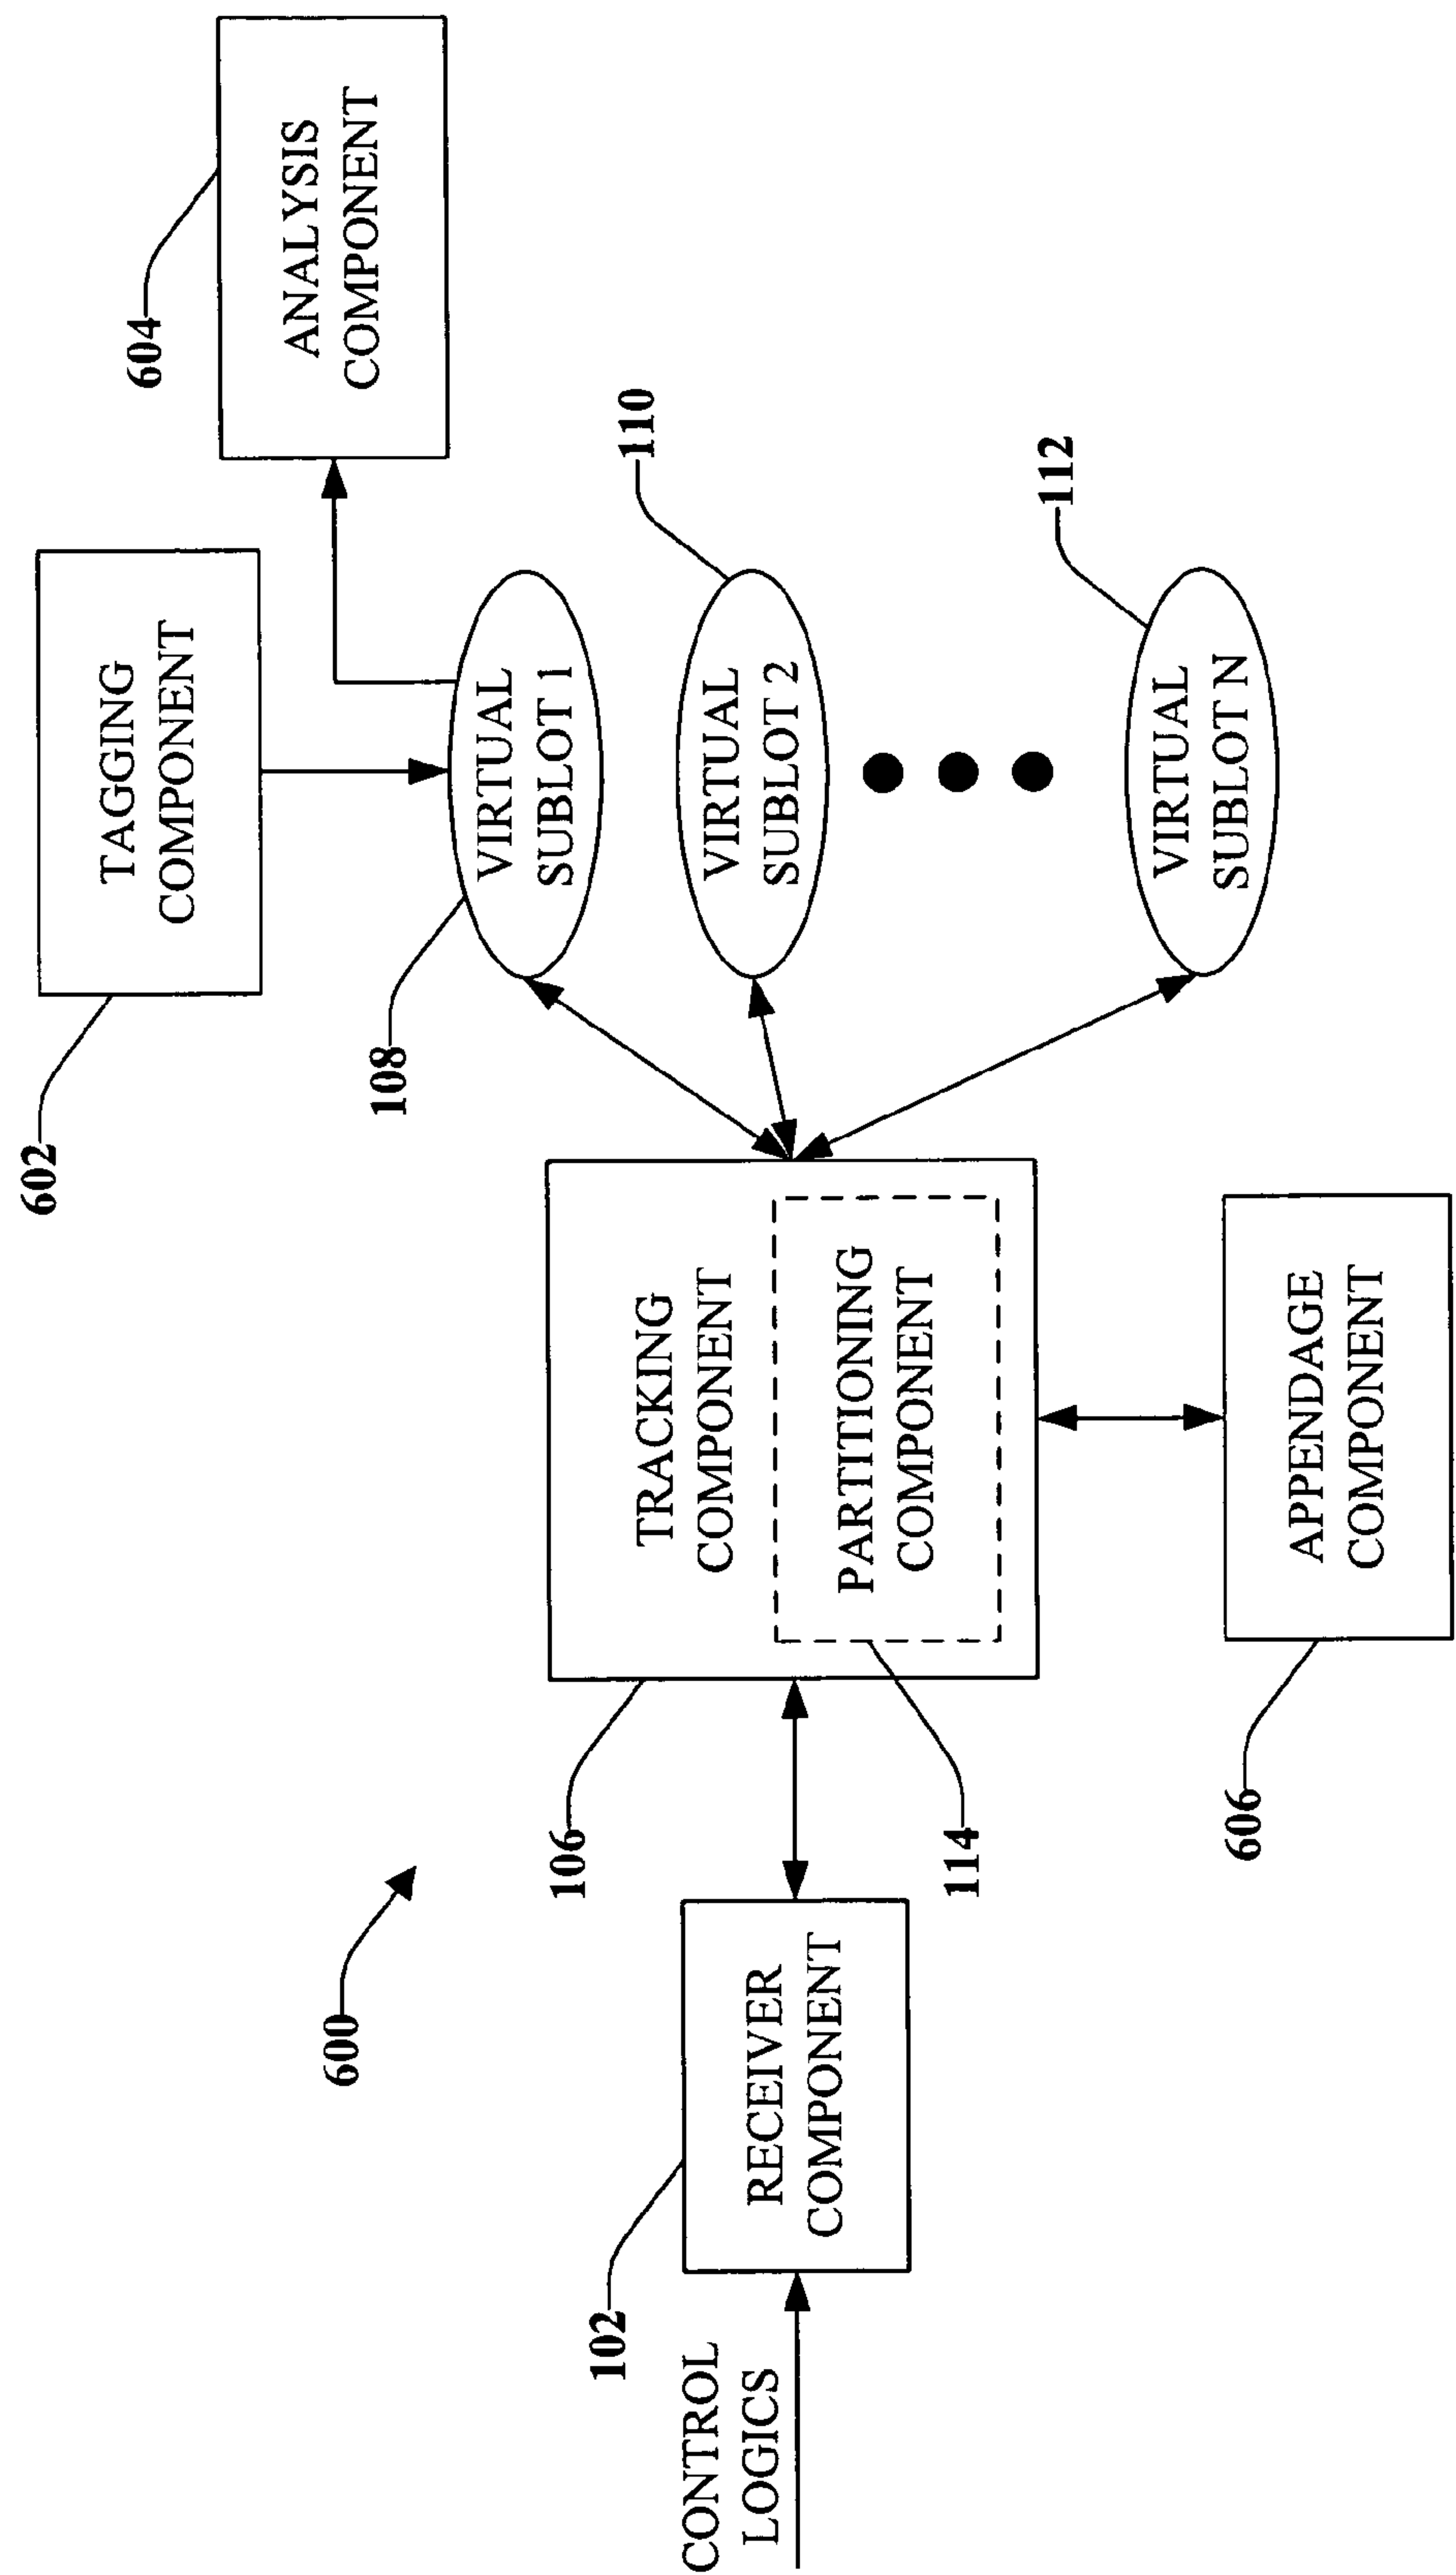 600
CONTROL
LOGICS
102
RECEIVER
COMPONENT
106
TRACKING
COMPONENT
PARTITIONING
COMPONENT
114
606
APPENDAGE
COMPONENT
602
TAGGING
COMPONENT
604
ANALYSIS
COMPONENT
108
VIRTUAL
SUBLOT 1
110
VIRTUAL
SUBLOT 2
112
VIRTUAL
SUBLOT N